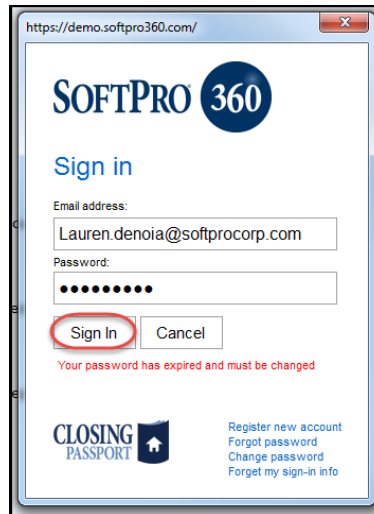 https://demo.softpro360.com/
SOFTPRO 360
Sign in
Email address:
Lauren.denoia@softprocorp.com
Password:
●●●●●●●●●
Sign In Cancel
Your password has expired and must be changed
CLOSING
PASSPORT
Register new account
Forgot password
Change password
Forget my sign-in info